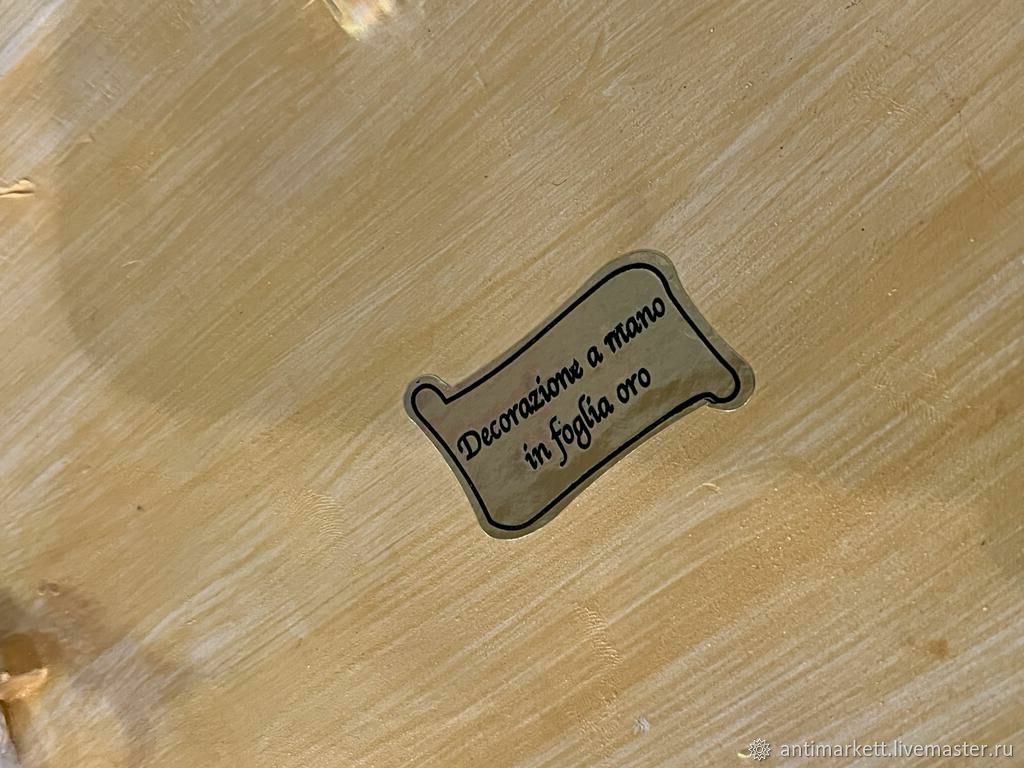 Decorazione a mano
in foglia oro
antimarkett.livemaster.ru